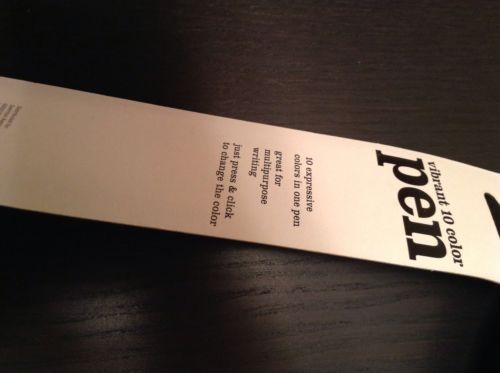 vibrant 10 color
pen
10 expressive
colors in one pen
great for
multipurpose
writing
just press & click
to change the color